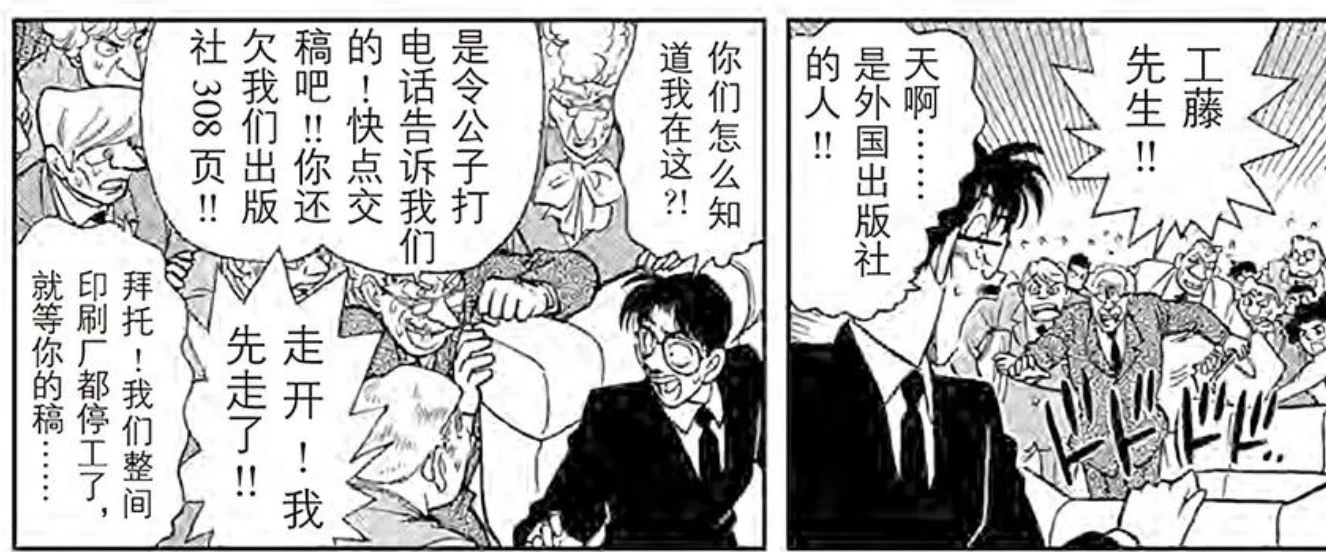 工藤
先生!!
天啊……
是外国出版社
的人!!
ドドドド..
你们怎么知
道我在这?!
是令公子打
电话告诉我们
的!快点交
稿吧!!你还
欠我们出版
社308页!!
走开!我
先走了!!
拜托!我们整间
印刷厂都停工了,
就等你的稿……